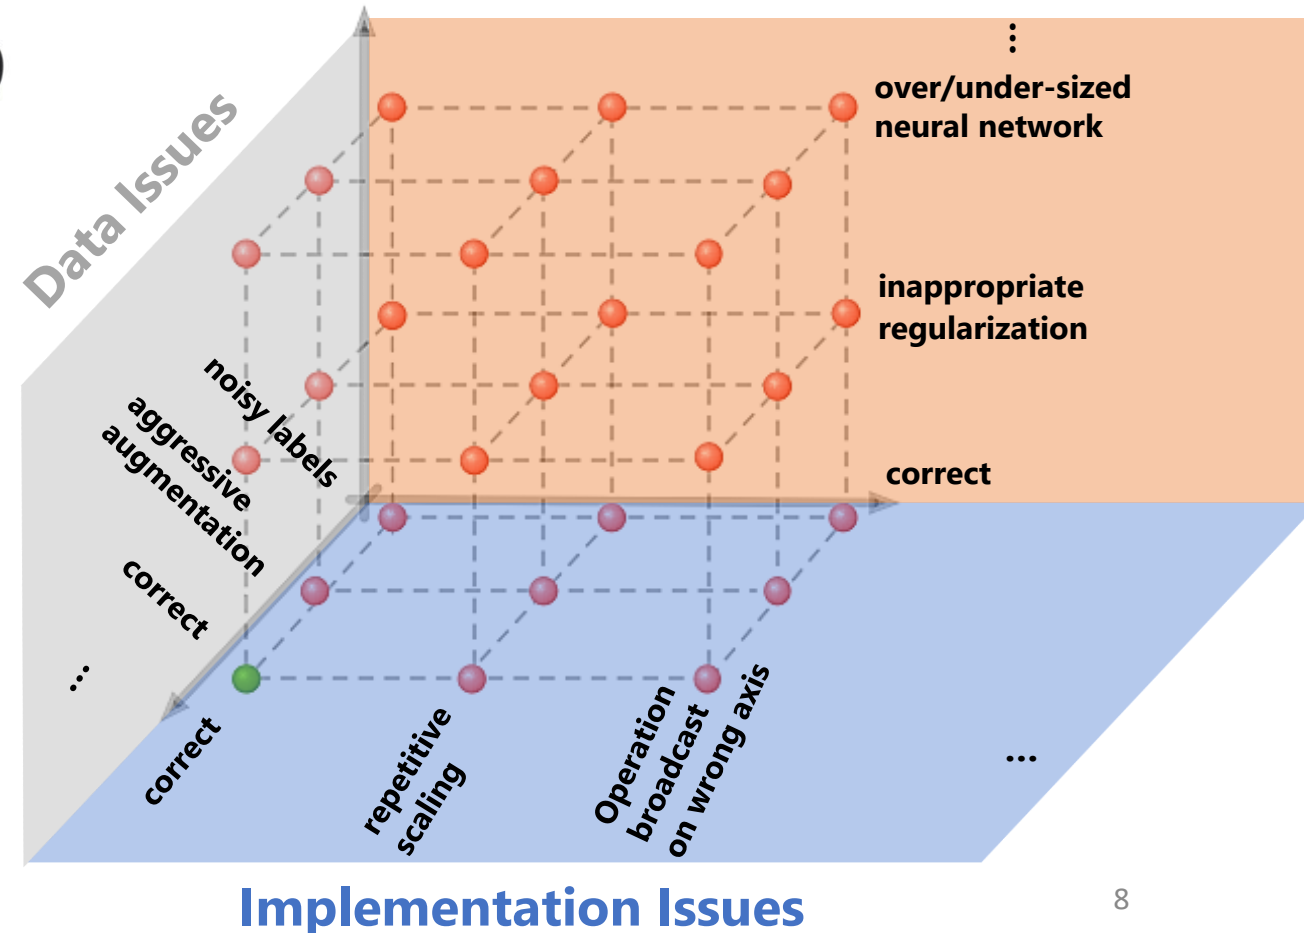 ⋮
over/under-sized
neural network
Data Issues
inappropriate
regularization
noisy labels
aggressive
augmentation
correct
correct
...
correct
repetitive
scaling
Operation
broadcast
on wrong axis
...
Implementation Issues
8